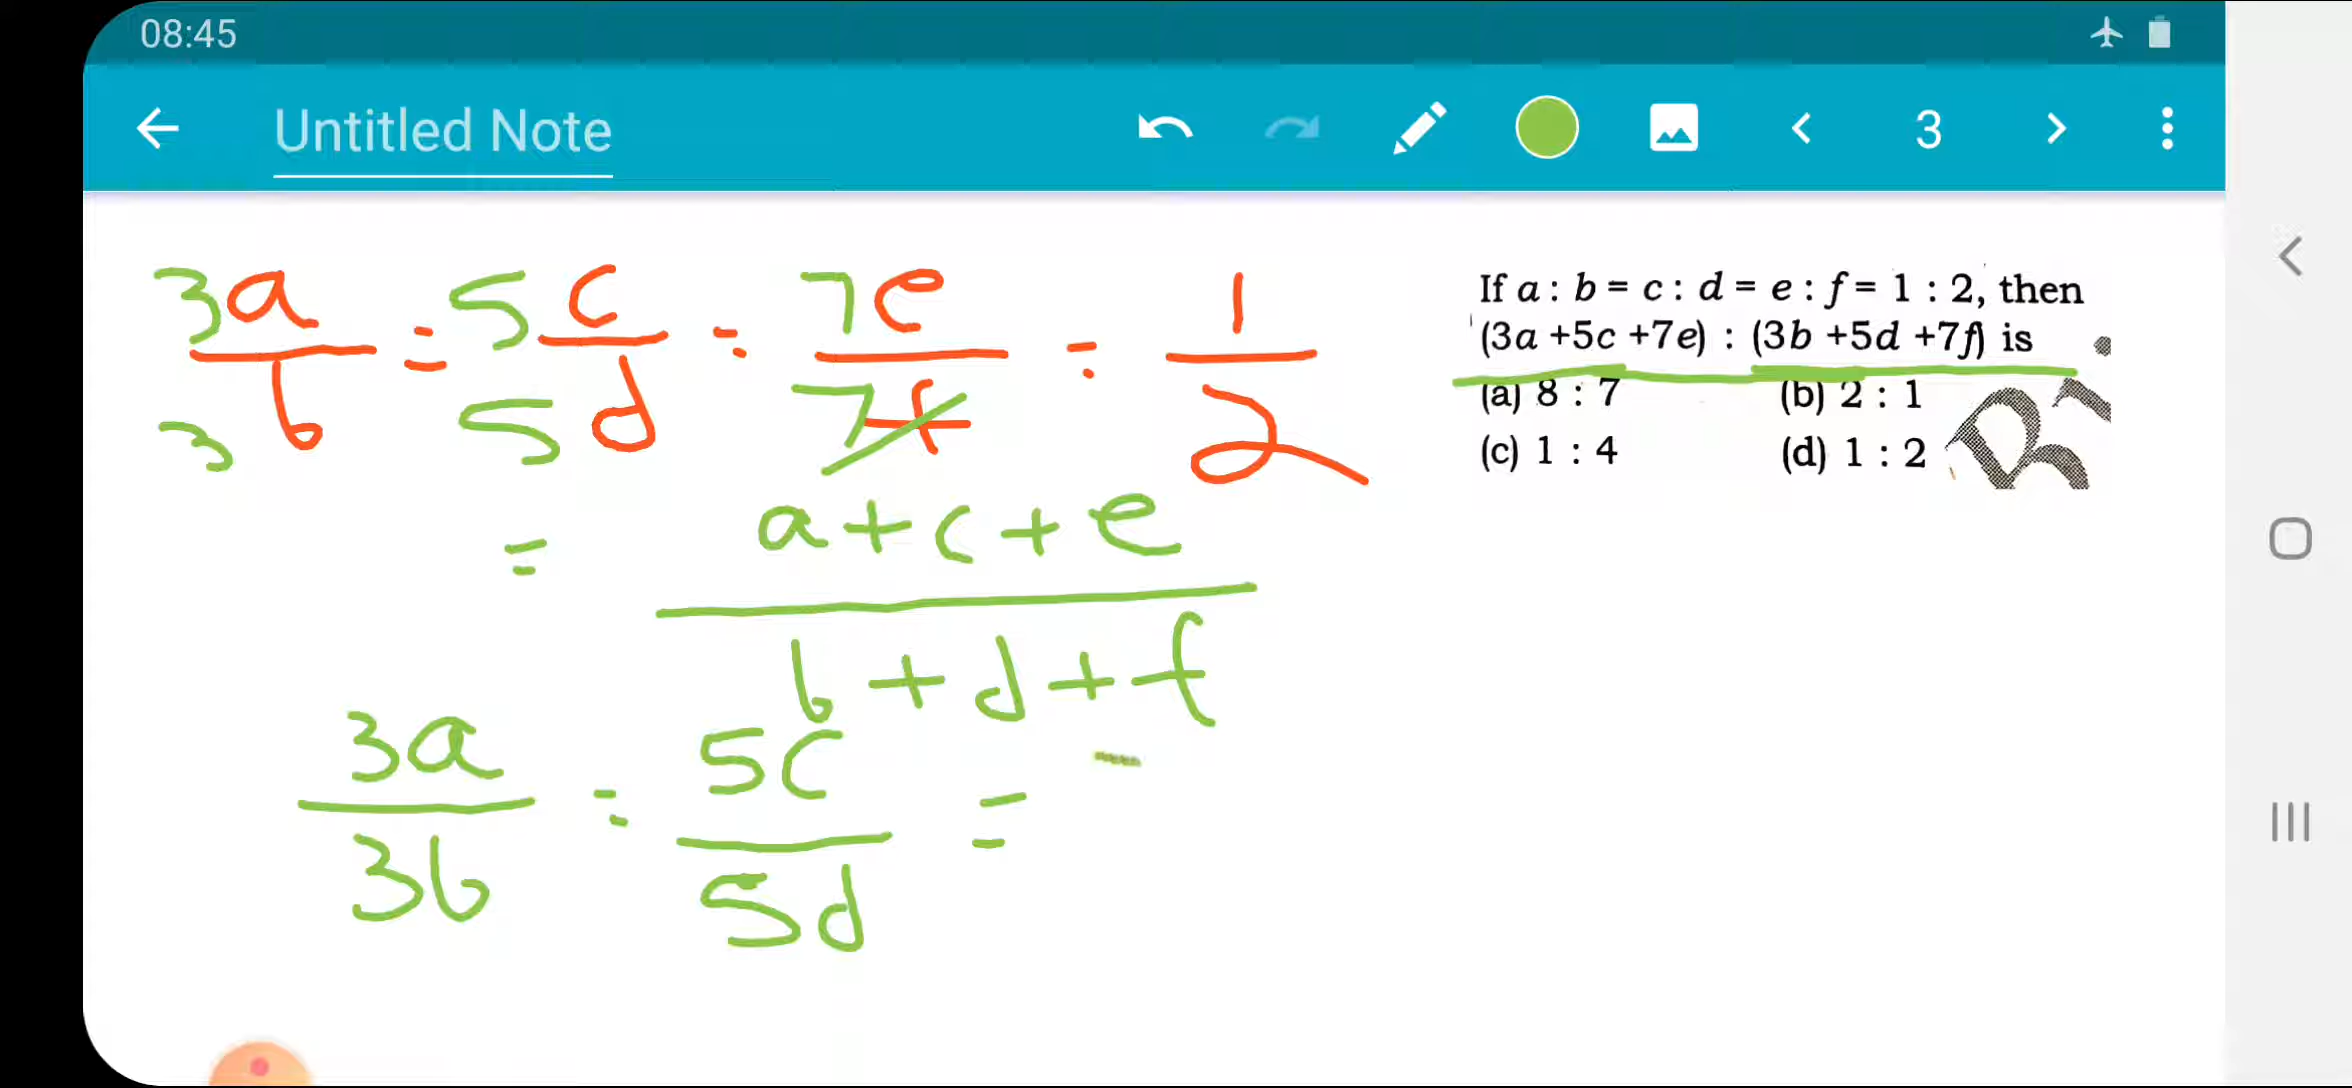 08:45
Untitled Note
3
3a/3b = 5c/5d = 7e/7f = 1/2
= a+c+e / b+d+f
3a/3b = 5c/5d =
If a : b = c : d = e : f = 1 : 2, then
(3a +5c +7e) : (3b +5d +7f) is
(a) 8 : 7 (b) 2 : 1
(c) 1 : 4 (d) 1 : 2